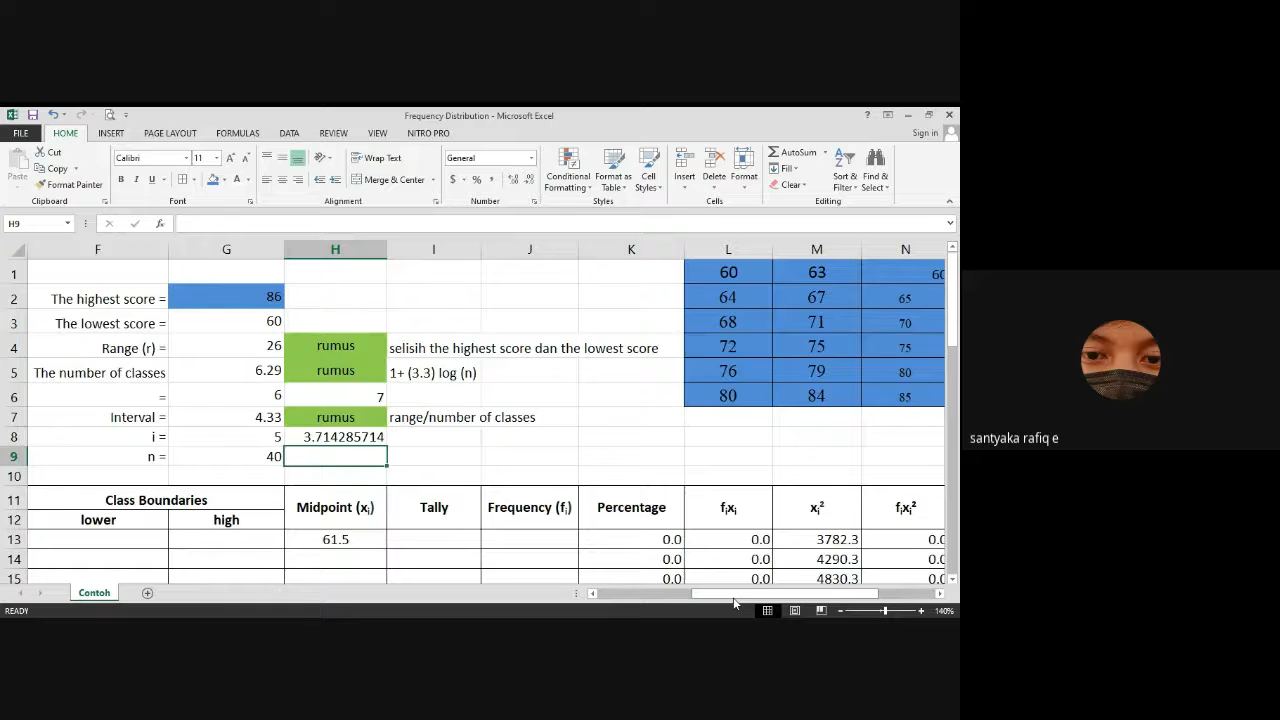 Frequency Distribution - Microsoft Excel
Sign in
FILE HOME INSERT PAGE LAYOUT FORMULAS DATA REVIEW VIEW NITRO PRO
Paste
Cut
Copy
Format Painter
Clipboard
Calibri 11
B I U
Font
Wrap Text
Merge & Center
Alignment
General
$ % ,
Number
Conditional Formatting
Format as Table
Cell Styles
Styles
Insert Delete Format
Cells
AutoSum
Fill
Clear
Sort & Filter
Find & Select
Editing
H9
F G H I J K L M N
1 60 63 60
2 The highest score = 86 64 67 65
3 The lowest score = 60 68 71 70
4 Range (r) = 26 rumus selisih the highest score dan the lowest score 72 75 75
5 The number of classes 6.29 rumus 1+ (3.3) log (n) 76 79 80
6 = 6 7 80 84 85
7 Interval = 4.33 rumus range/number of classes
8 i = 5 3.714285714
9 n = 40
10
11 Class Boundaries Midpoint (xᵢ) Tally Frequency (fᵢ) Percentage fᵢxᵢ xᵢ² fᵢxᵢ²
12 lower high
13 61.5 0.0 0.0 3782.3 0.0
14 0.0 0.0 4290.3 0.0
15 0.0 0.0 4830.3 0.0
Contoh
READY
140%
santyaka rafiq e